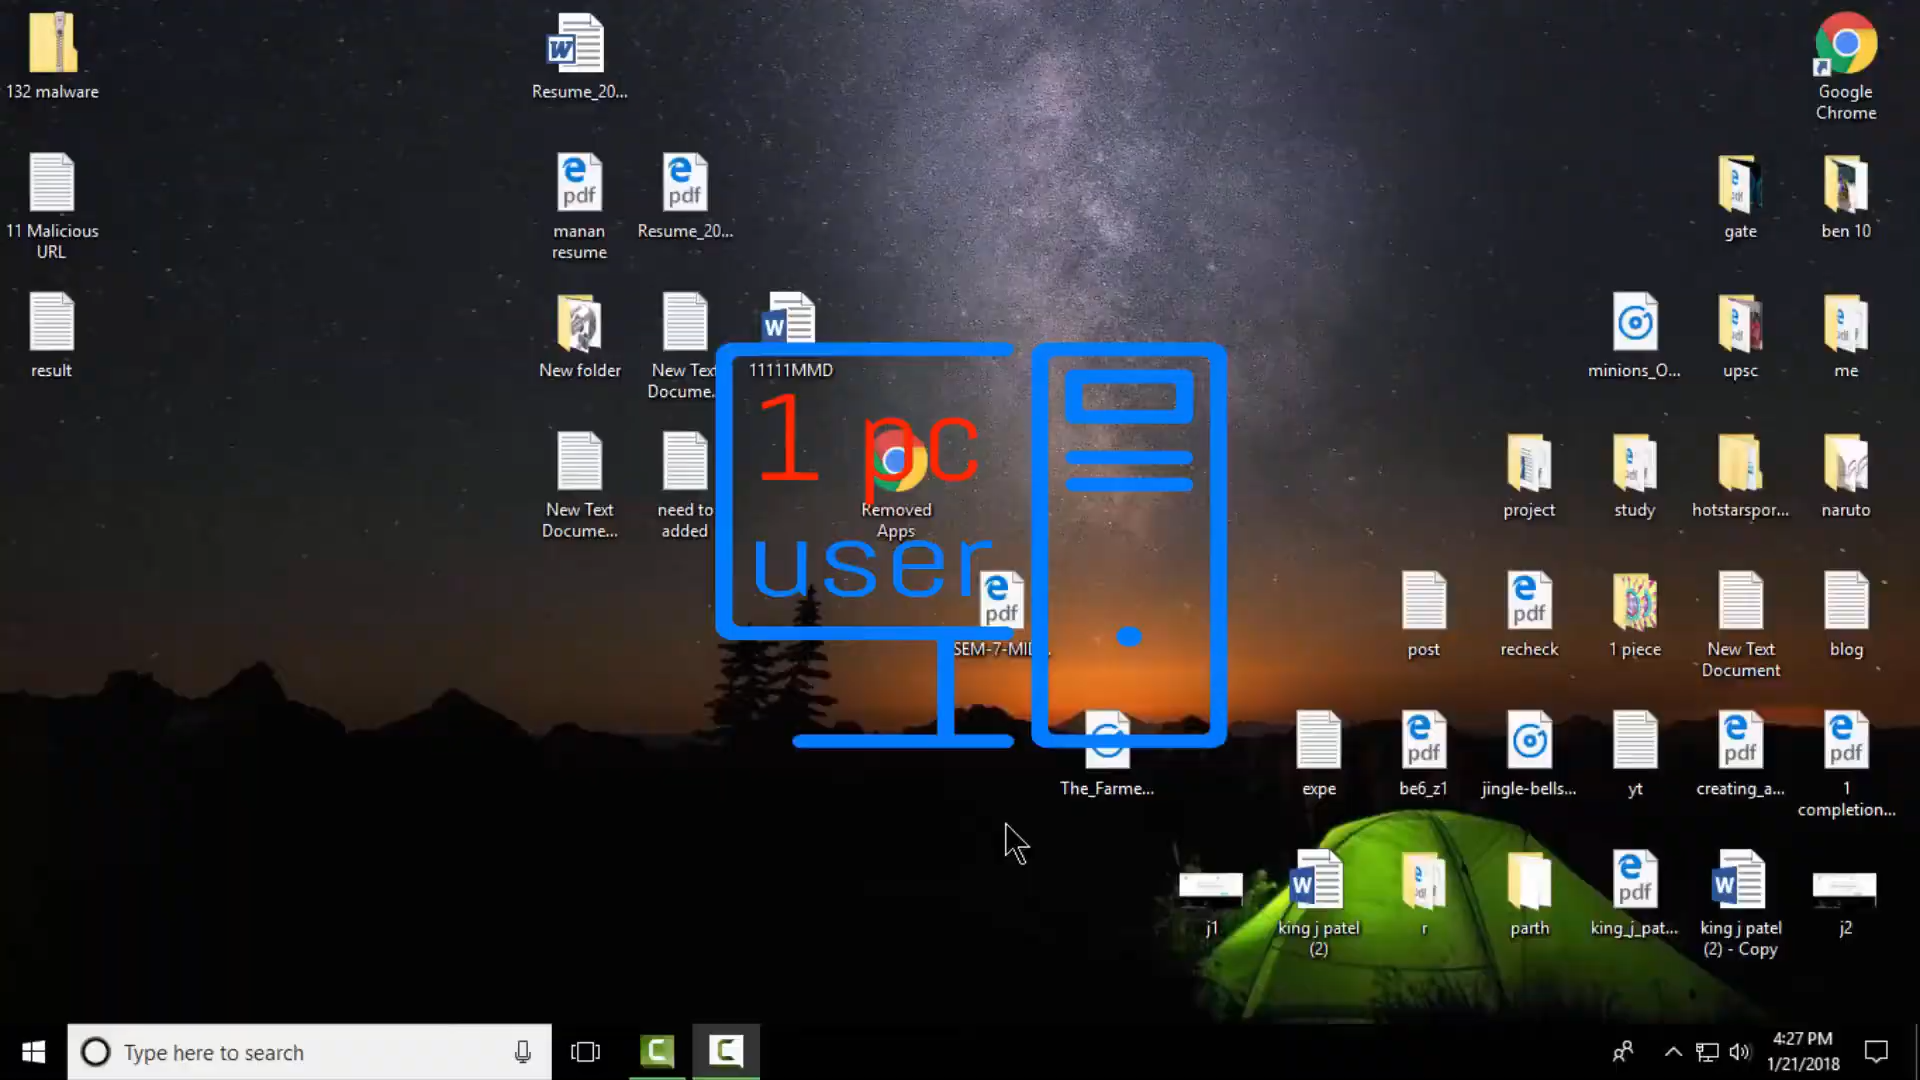 132 malware
Resume_20...
Google
Chrome
11 Malicious
URL
manan
resume
Resume_20...
gate
ben 10
result
New folder
New Text
Docume...
11111MMD
minions_O...
upsc
me
1 pc
user
New Text
Docume...
need to
added
Removed
Apps
project
study
hotstarspor...
naruto
SEM-7-MID...
post
recheck
1 piece
New Text
Document
blog
The_Farme...
expe
be6_z1
jingle-bells...
yt
creating_a...
1
completion...
j1
king j patel
(2)
r
parth
king_j_pat...
king j patel
(2) - Copy
j2
Type here to search
4:27 PM
1/21/2018